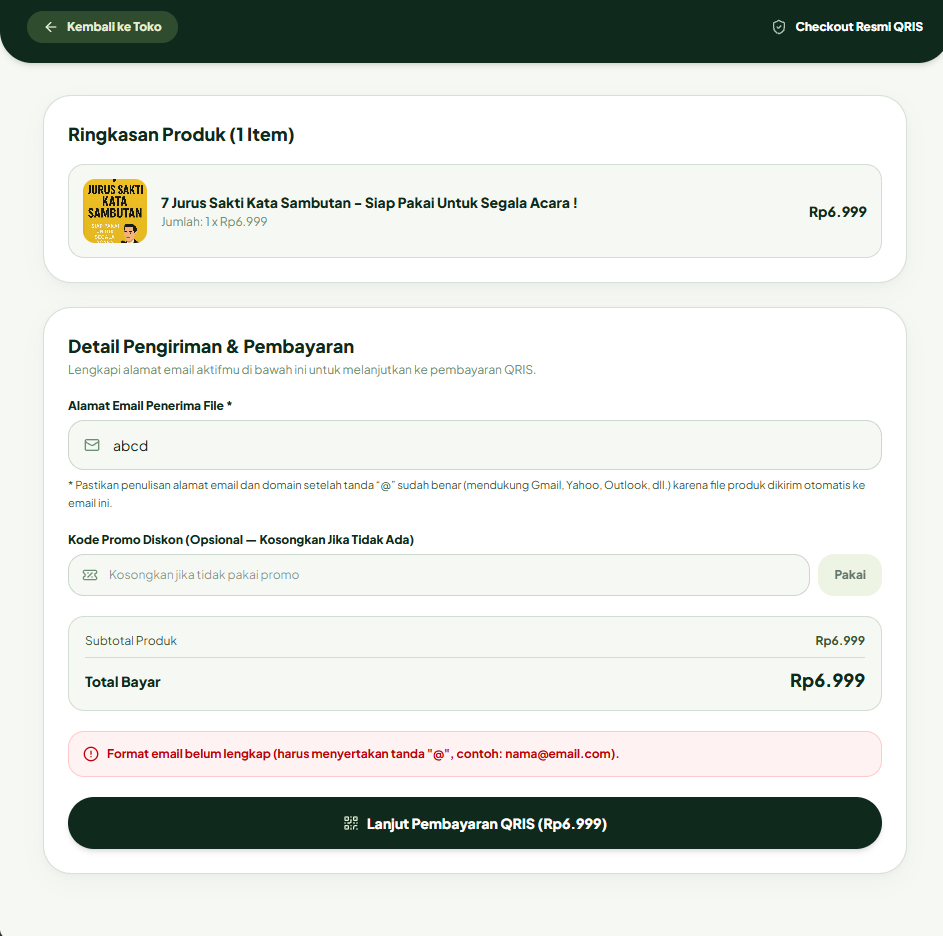 Kembali ke Toko
Checkout Resmi QRIS
Ringkasan Produk (1 Item)
JURUS SAKTI
KATA
SAMBUTAN
SIAP PAKAI
UNTUK
SEGALA
7 Jurus Sakti Kata Sambutan – Siap Pakai Untuk Segala Acara !
Jumlah: 1 x Rp6.999
Rp6.999
Detail Pengiriman & Pembayaran
Lengkapi alamat email aktifmu di bawah ini untuk melanjutkan ke pembayaran QRIS.
Alamat Email Penerima File *
abcd
* Pastikan penulisan alamat email dan domain setelah tanda "@" sudah benar (mendukung Gmail, Yahoo, Outlook, dll.) karena file produk dikirim otomatis ke
email ini.
Kode Promo Diskon (Opsional — Kosongkan Jika Tidak Ada)
Kosongkan jika tidak pakai promo
Pakai
Subtotal Produk
Rp6.999
Total Bayar
Rp6.999
Format email belum lengkap (harus menyertakan tanda "@", contoh: nama@email.com).
Lanjut Pembayaran QRIS (Rp6.999)